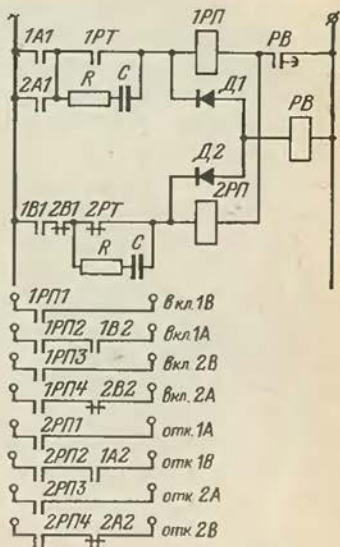 1А1 1РТ 1РП РВ
R C Д1
2А1 РВ
Д2
1В1 2В1 2РТ 2РП
R C
1РП1 вкл. 1В
1РП2 1В2 вкл. 1А
1РП3 вкл. 2В
1РП4 2В2 вкл. 2А
2РП1 отк. 1А
2РП2 1А2 отк. 1В
2РП3 отк. 2А
2РП4 2А2 отк. 2В